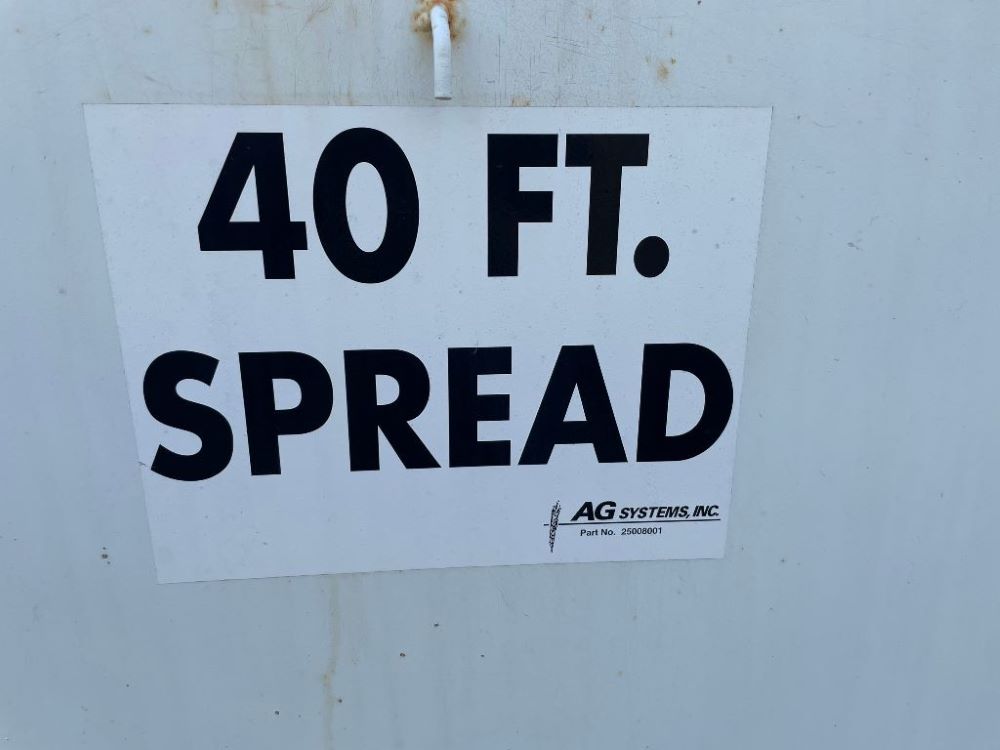 40 FT.
SPREAD
AG SYSTEMS, INC.
Part No. 25008001